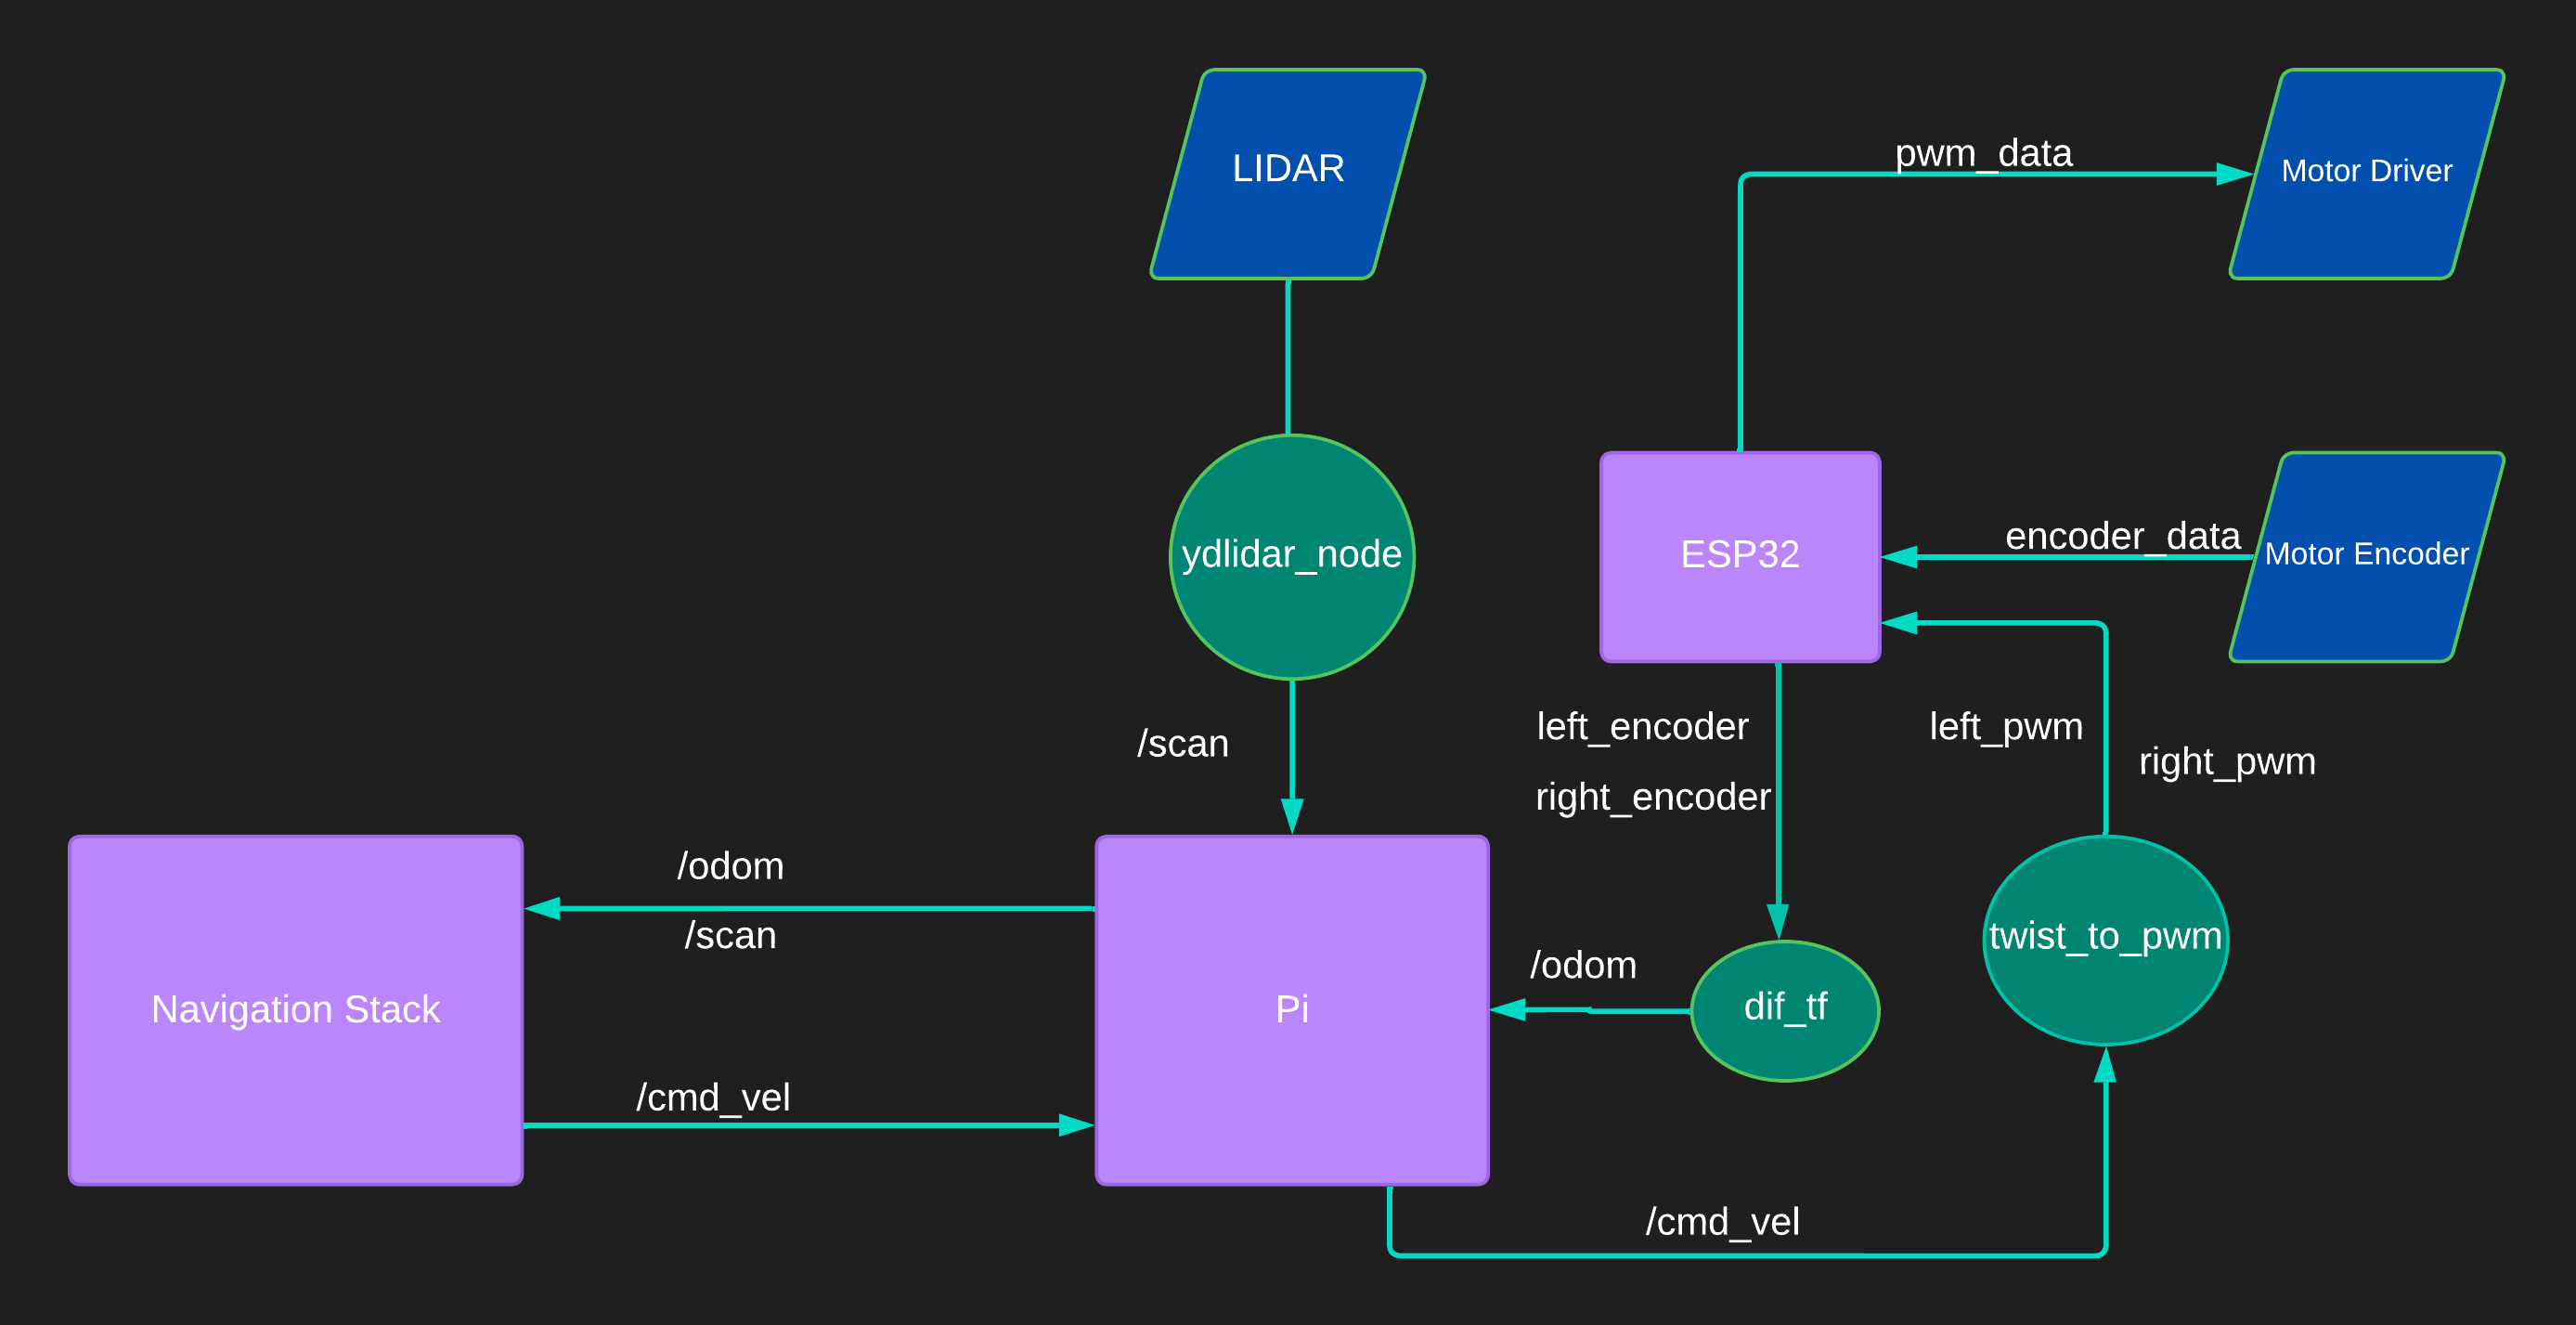 LIDAR
pwm_data
Motor Driver
ydlidar_node
ESP32
encoder_data
Motor Encoder
/scan
left_encoder
right_encoder
left_pwm
right_pwm
/odom
/scan
Navigation Stack
/cmd_vel
Pi
/odom
dif_tf
twist_to_pwm
/cmd_vel